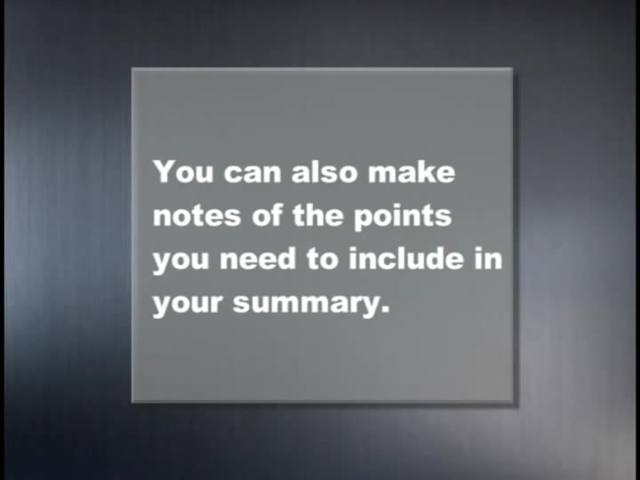 You can also make
notes of the points
you need to include in
your summary.